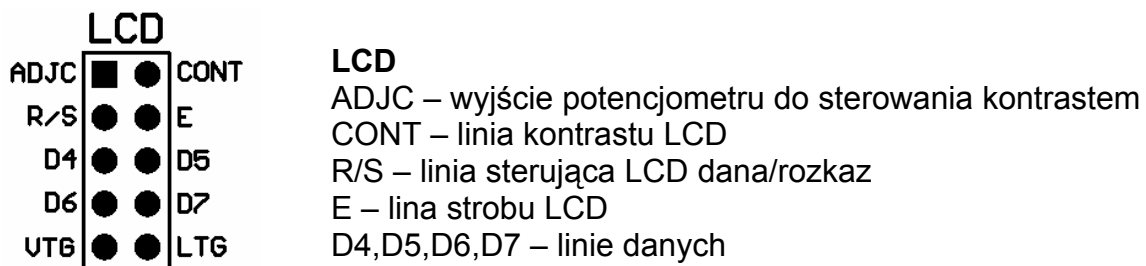 LCD
ADJC CONT
R/S E
D4 D5
D6 D7
VTG LTG
LCD
ADJC – wyjście potencjometru do sterowania kontrastem
CONT – linia kontrastu LCD
R/S – linia sterująca LCD dana/rozkaz
E – lina strobu LCD
D4,D5,D6,D7 – linie danych